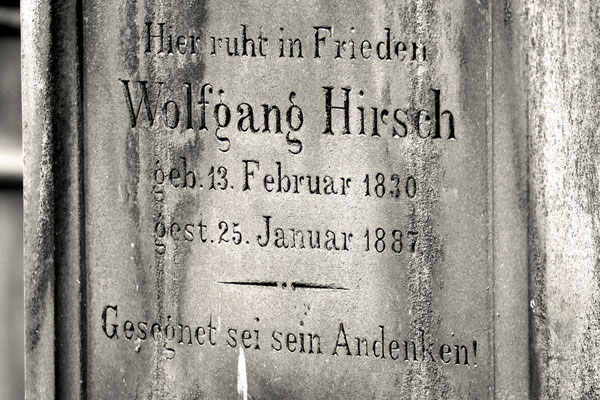 Hier ruht in Frieden
Wolfgang Hirsch
geb. 13. Februar 1830
gest. 25. Januar 1887
Gesegnet sei sein Andenken!